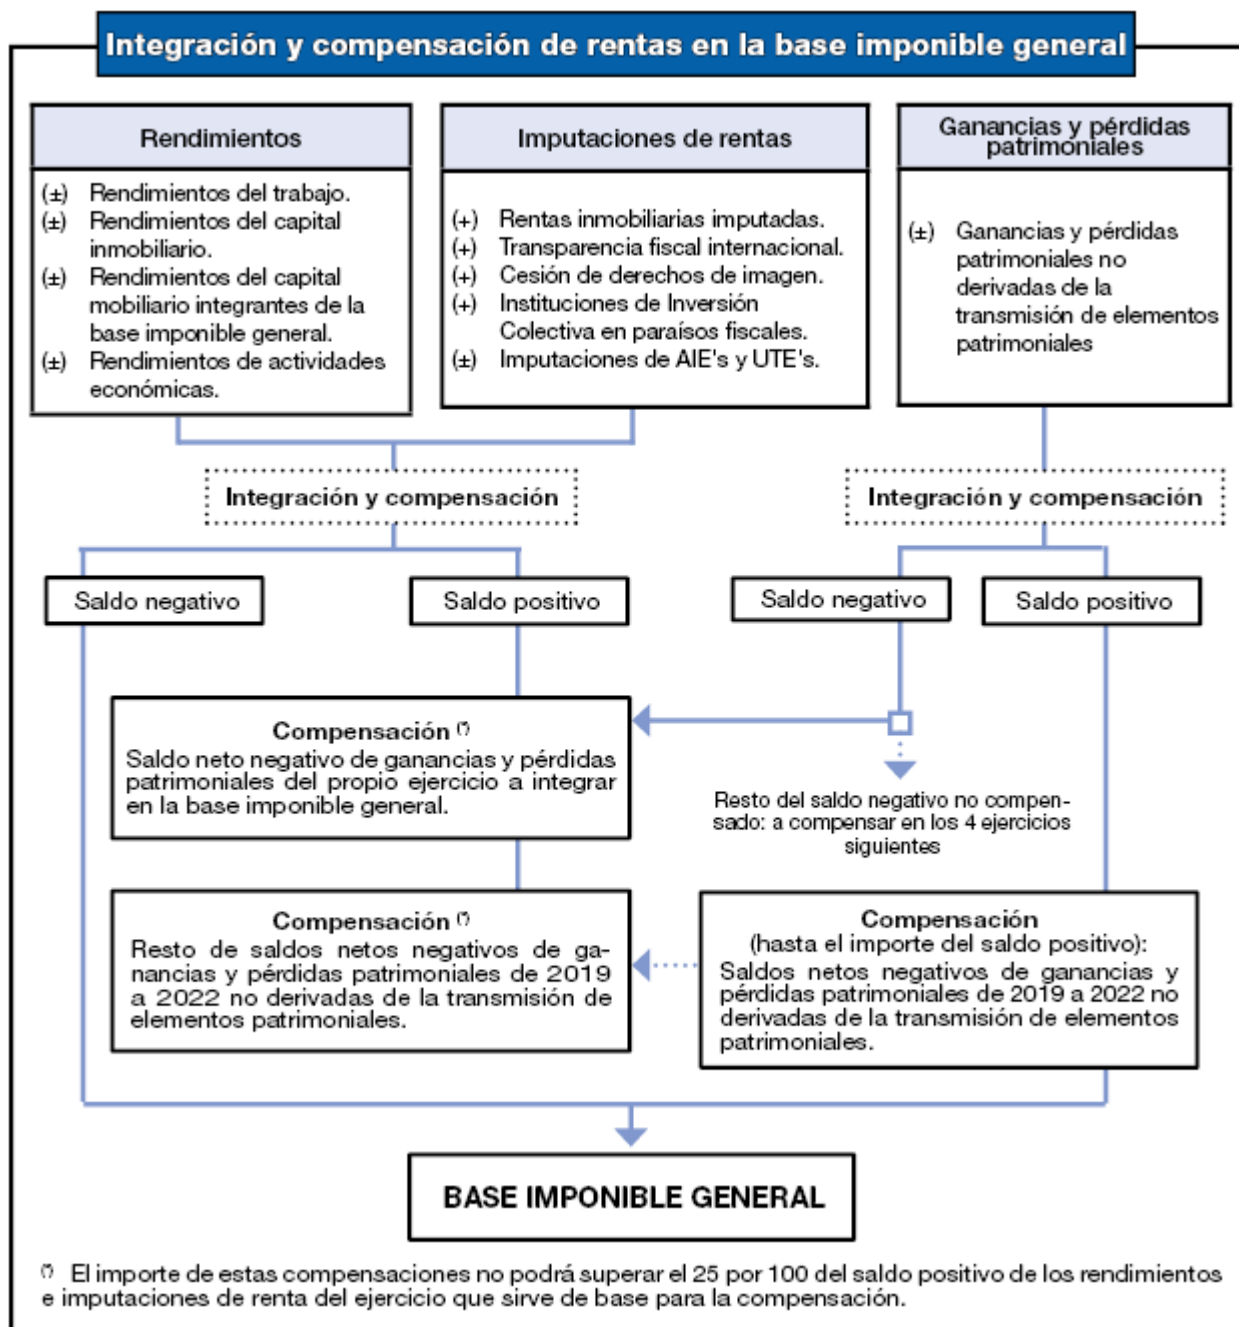 Integración y compensación de rentas en la base imponible general
Rendimientos
(±) Rendimientos del trabajo.
(±) Rendimientos del capital
inmobiliario.
(±) Rendimientos del capital
mobiliario integrantes de la
base imponible general.
(±) Rendimientos de actividades
económicas.
Imputaciones de rentas
(+) Rentas inmobiliarias imputadas.
(+) Transparencia fiscal internacional.
(+) Cesión de derechos de imagen.
(+) Instituciones de Inversión
Colectiva en paraísos fiscales.
(±) Imputaciones de AIE's y UTE's.
Ganancias y pérdidas
patrimoniales
(±) Ganancias y pérdidas
patrimoniales no
derivadas de la
transmisión de elementos
patrimoniales
Integración y compensación
Integración y compensación
Saldo negativo
Saldo positivo
Saldo negativo
Saldo positivo
Compensación (*)
Saldo neto negativo de ganancias y pérdidas
patrimoniales del propio ejercicio a integrar
en la base imponible general.
Resto del saldo negativo no compen-
sado: a compensar en los 4 ejercicios
siguientes
Compensación (*)
Resto de saldos netos negativos de ga-
nancias y pérdidas patrimoniales de 2019
a 2022 no derivadas de la transmisión de
elementos patrimoniales.
Compensación
(hasta el importe del saldo positivo):
Saldos netos negativos de ganancias y
pérdidas patrimoniales de 2019 a 2022 no
derivadas de la transmisión de elementos
patrimoniales.
BASE IMPONIBLE GENERAL
(*) El importe de estas compensaciones no podrá superar el 25 por 100 del saldo positivo de los rendimientos
e imputaciones de renta del ejercicio que sirve de base para la compensación.